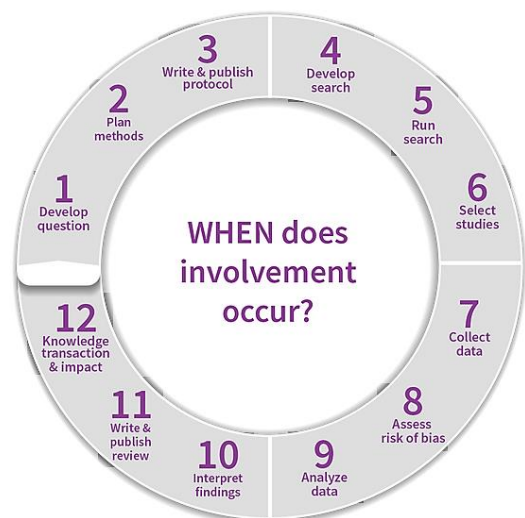 1
Develop
question
2
Plan
methods
3
Write & publish
protocol
4
Develop
search
5
Run
search
6
Select
studies
7
Collect
data
8
Assess
risk of bias
9
Analyze
data
10
Interpret
findings
11
Write &
publish
review
12
Knowledge
transaction
& impact
WHEN does
involvement
occur?